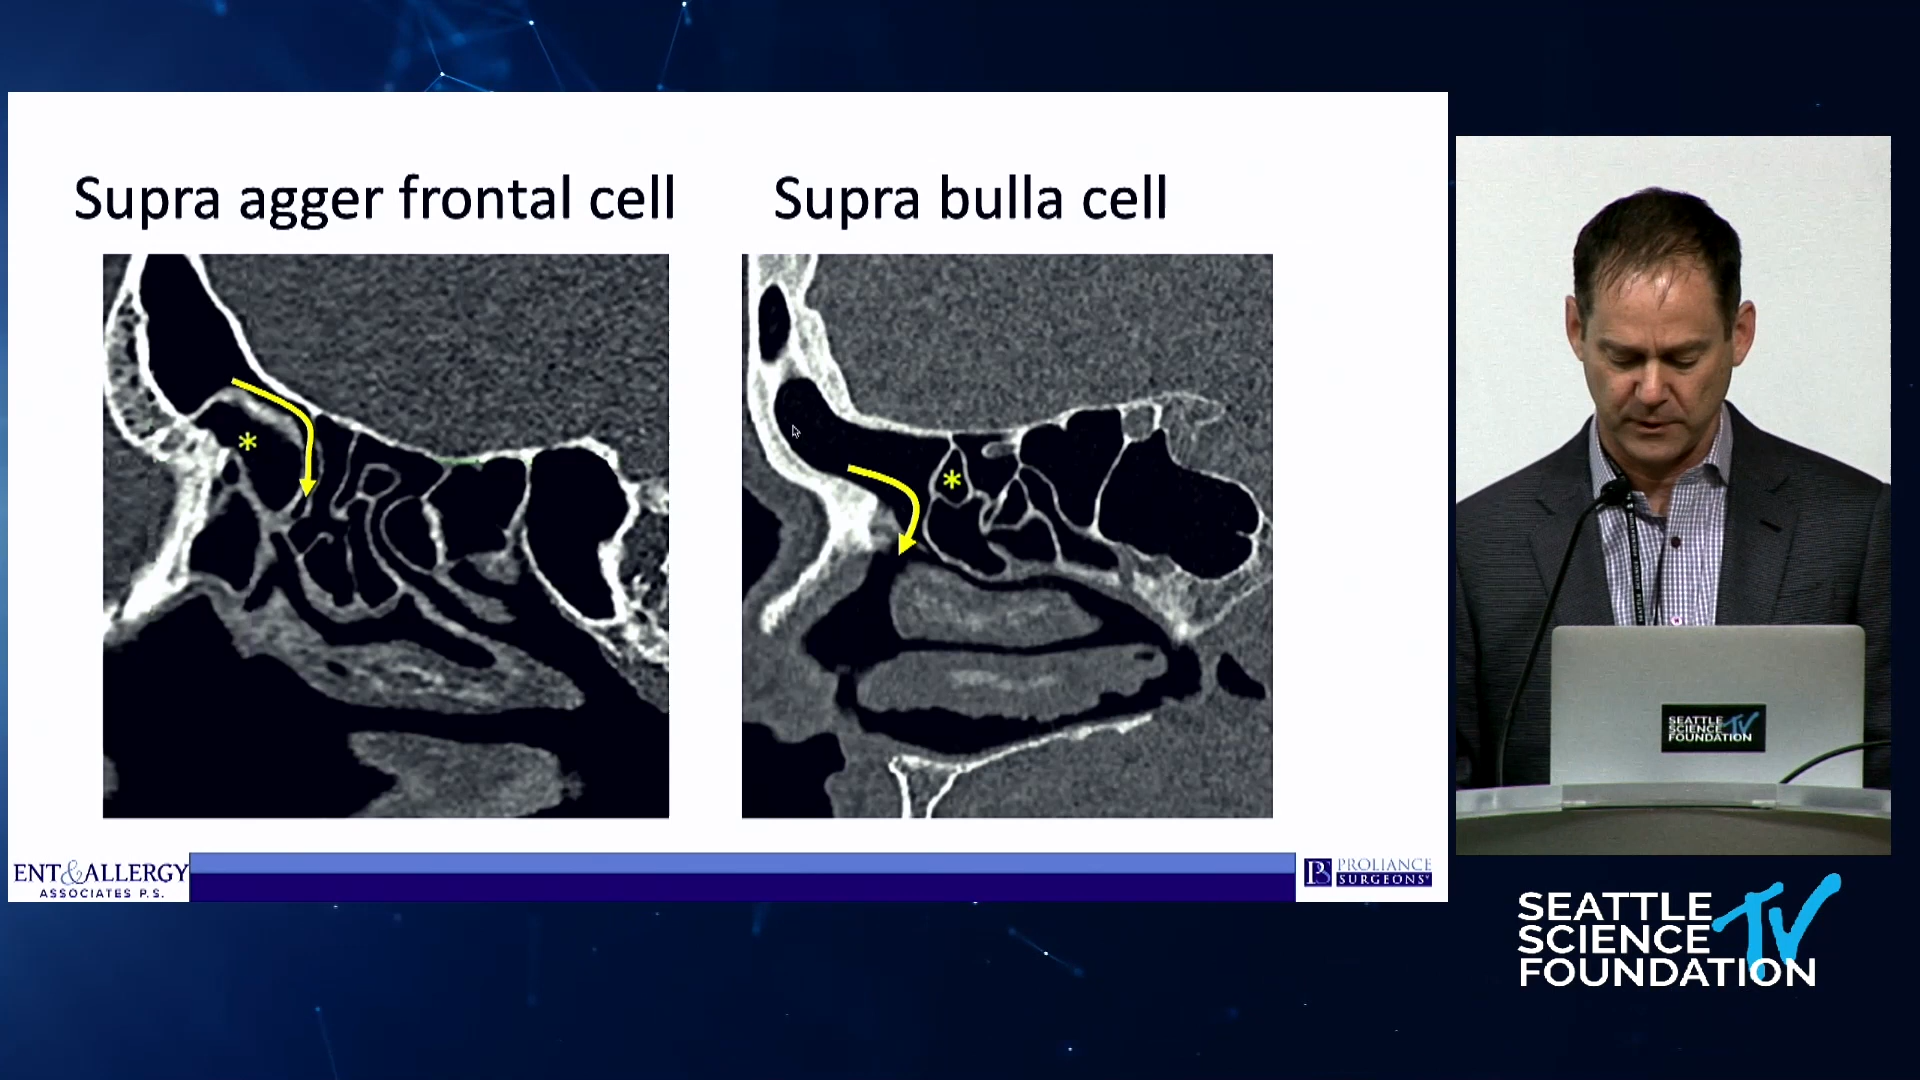 Supra agger frontal cell
Supra bulla cell
*
*
ENT&ALLERGY
ASSOCIATES P.S.
PS
PROLIANCE
SURGEONS
SEATTLE
SCIENCE
FOUNDATION
TV
SEATTLE
SCIENCE
FOUNDATION
TV